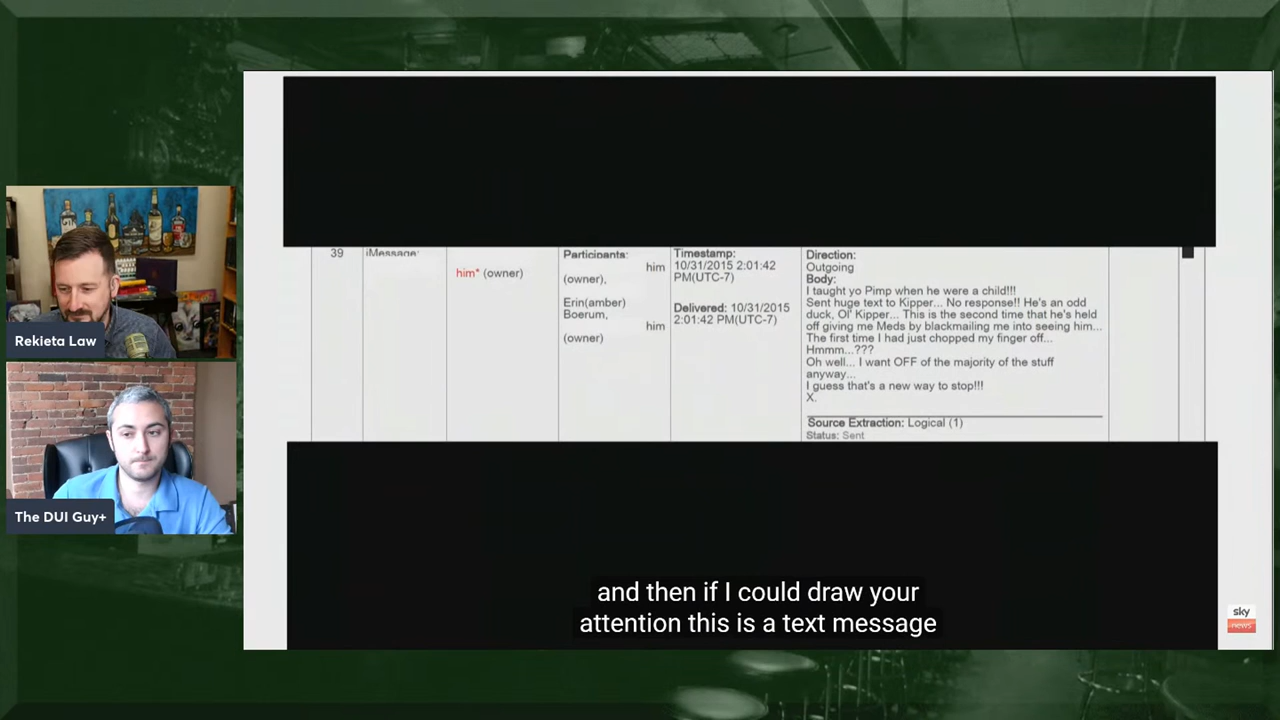 39
iMessage:
him* (owner)
Participants:
him
(owner),
Erin(amber)
Boerum,
him
(owner)
Timestamp:
10/31/2015 2:01:42
PM(UTC-7)
Delivered: 10/31/2015
2:01:42 PM(UTC-7)
Direction:
Outgoing
Body:
I taught yo Pimp when he were a child!!!
Sent huge text to Kipper... No response!! He's an odd
duck, Ol' Kipper... This is the second time that he's held
off giving me Meds by blackmailing me into seeing him...
The first time I had just chopped my finger off...
Hmmm...???
Oh well... I want OFF of the majority of the stuff
anyway...
I guess that's a new way to stop!!!
X.
Source Extraction: Logical (1)
Status: Sent
Rekieta Law
The DUI Guy+
and then if I could draw your
attention this is a text message
sky
news